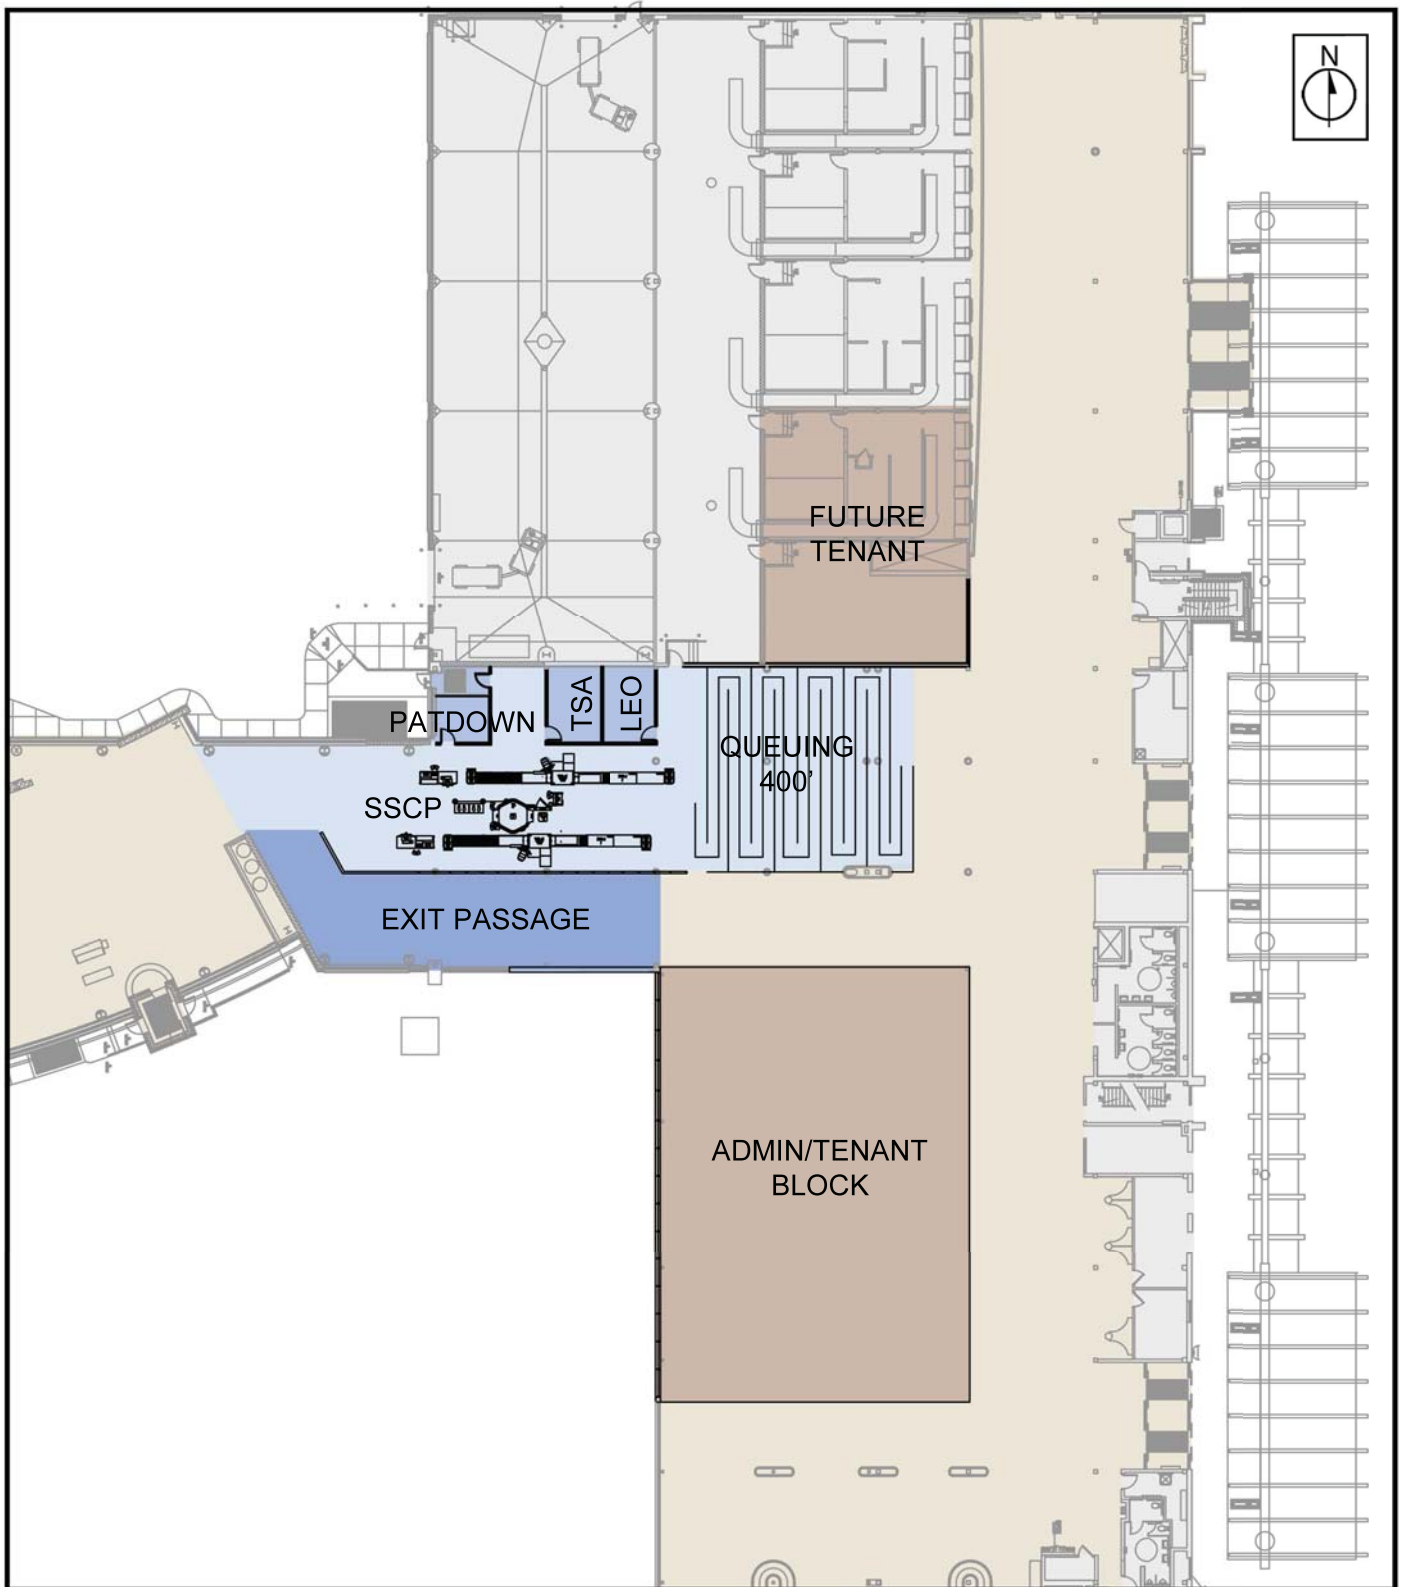 N
FUTURE
TENANT
PATDOWN
TSA
LEO
QUEUING
400'
SSCP
EXIT PASSAGE
ADMIN/TENANT
BLOCK